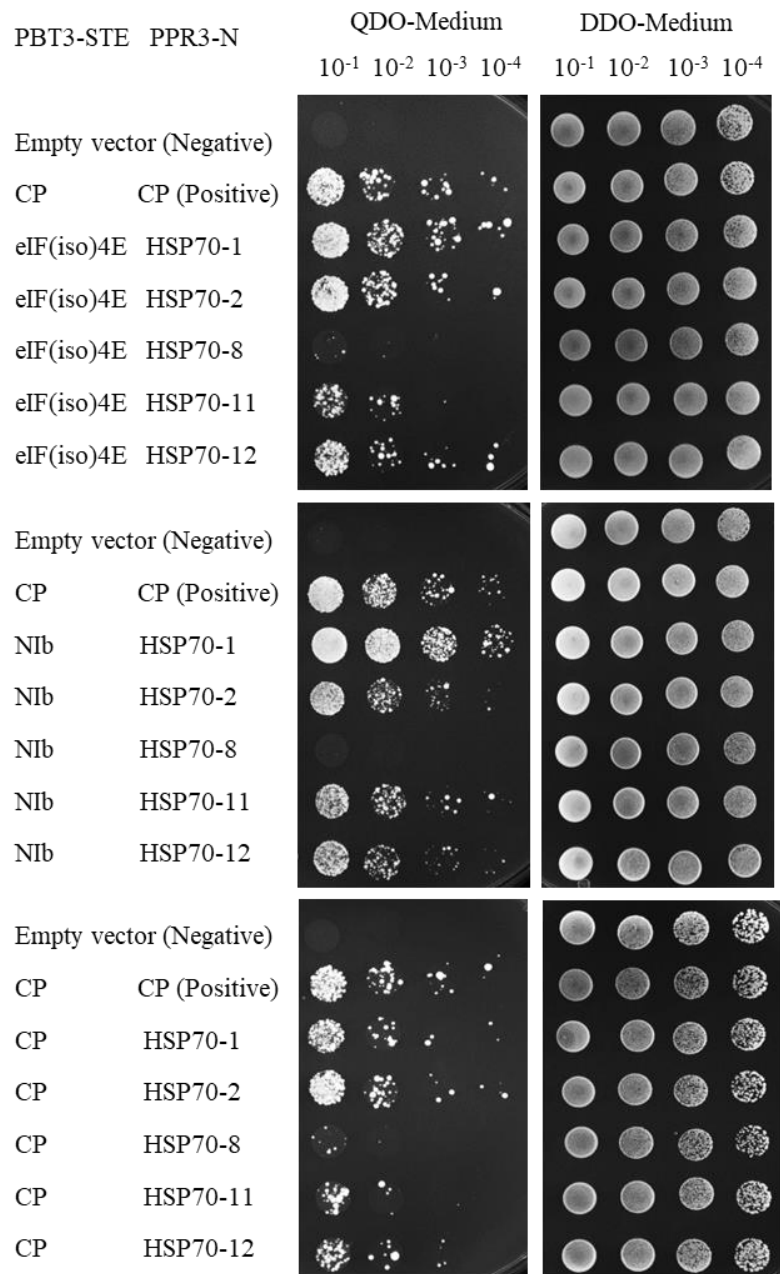 PBT3-STE PPR3-N QDO-Medium DDO-Medium
10-1 10-2 10-3 10-4 10-1 10-2 10-3 10-4
Empty vector (Negative)
CP CP (Positive)
eIF(iso)4E HSP70-1
eIF(iso)4E HSP70-2
eIF(iso)4E HSP70-8
eIF(iso)4E HSP70-11
eIF(iso)4E HSP70-12
Empty vector (Negative)
CP CP (Positive)
NIb HSP70-1
NIb HSP70-2
NIb HSP70-8
NIb HSP70-11
NIb HSP70-12
Empty vector (Negative)
CP CP (Positive)
CP HSP70-1
CP HSP70-2
CP HSP70-8
CP HSP70-11
CP HSP70-12